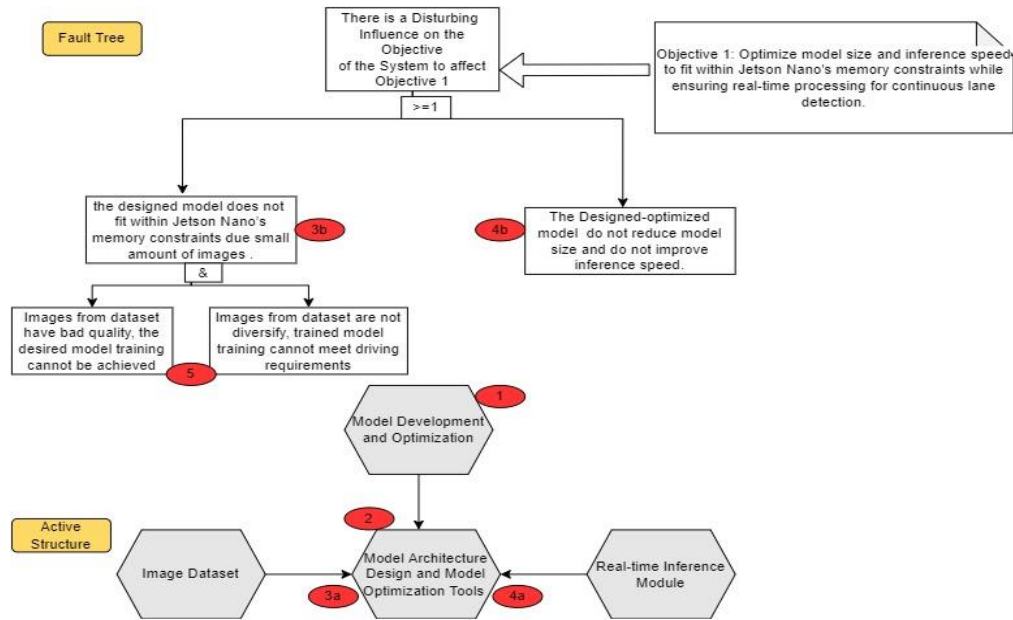 Fault Tree
There is a Disturbing
Influence on the
Objective
of the System to affect
Objective 1
>=1
Objective 1: Optimize model size and inference speed
to fit within Jetson Nano's memory constraints while
ensuring real-time processing for continuous lane
detection.
the designed model does not
fit within Jetson Nano's
memory constraints due small
amount of images .
3b
&
4b
The Designed-optimized
model do not reduce model
size and do not improve
inference speed.
Images from dataset
have bad quality, the
desired model training
cannot be achieved
Images from dataset are not
diversify, trained model
training cannot meet driving
requirements
5
1
Model Development
and Optimization
Active
Structure
2
Image Dataset
Model Architecture
Design and Model
Optimization Tools
3a
4a
Real-time Inference
Module